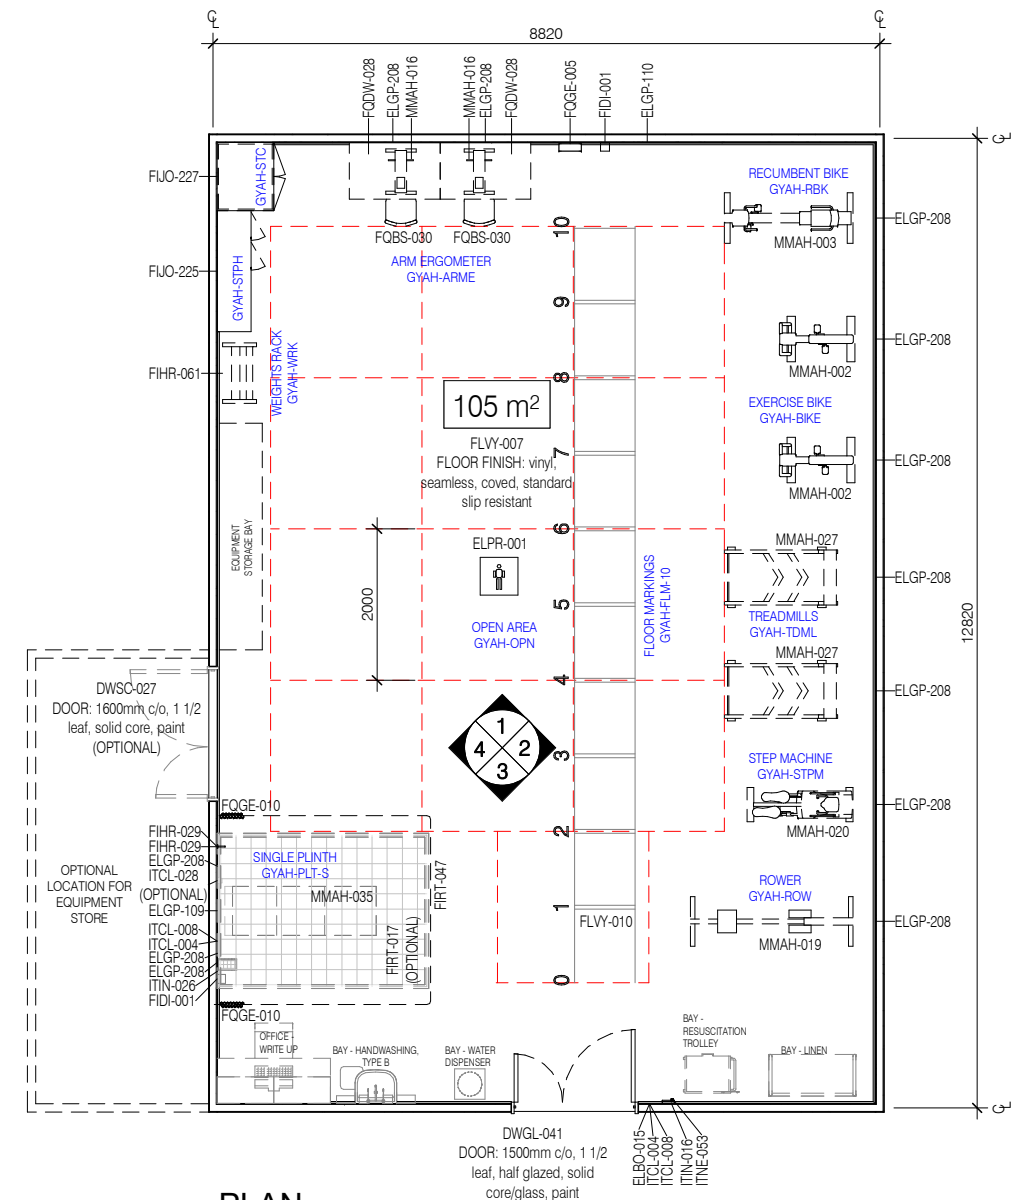 ℄
℄
8820
FQDW-028
ELGP-208
MMAH-016
MMAH-016
ELGP-208
FQDW-028
FQGE-005
FIDI-001
ELGP-110
℄
FIJO-227
GYAH-STC
RECUMBENT BIKE
GYAH-RBK
ELGP-208
MMAH-003
FQBS-030
FQBS-030
ARM ERGOMETER
GYAH-ARME
10
FIJO-225
GYAH-STPH
9
ELGP-208
MMAH-002
FIHR-061
WEIGHTS RACK
GYAH-WRK
8
105 m²
EXERCISE BIKE
GYAH-BIKE
FLVY-007
FLOOR FINISH: vinyl,
seamless, coved, standard
slip resistant
7
ELGP-208
MMAH-002
EQUIPMENT
STORAGE BAY
6
ELPR-001
MMAH-027
ELGP-208
2000
5
FLOOR MARKINGS
GYAH-FLM-10
OPEN AREA
GYAH-OPN
TREADMILLS
GYAH-TDML
12820
MMAH-027
4
ELGP-208
DWSC-027
DOOR: 1600mm c/o, 1 1/2
leaf, solid core, paint
(OPTIONAL)
1
4
2
3
3
STEP MACHINE
GYAH-STPM
ELGP-208
MMAH-020
2
FQGE-010
FIHR-029
FIHR-029
ELGP-208
ITCL-028
(OPTIONAL)
ELGP-109
ITCL-008
ITCL-004
ELGP-208
ELGP-208
ITIN-026
FIDI-001
OPTIONAL
LOCATION FOR
EQUIPMENT
STORE
SINGLE PLINTH
GYAH-PLT-S
MMAH-035
FIRT-047
FIRT-017
(OPTIONAL)
1
FLVY-010
ROWER
GYAH-ROW
ELGP-208
MMAH-019
0
FQGE-010
OFFICE -
WRITE UP
BAY - HANDWASHING,
TYPE B
BAY - WATER
DISPENSER
BAY -
RESUSCITATION
TROLLEY
BAY - LINEN
℄
DWGL-041
DOOR: 1500mm c/o, 1 1/2
leaf, half glazed, solid
core/glass, paint
ELBO-015
ITCL-004
ITCL-008
ITIN-016
ITNE-053
PLAN